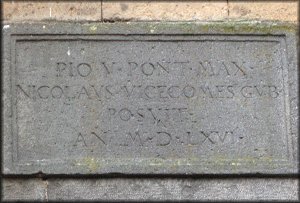 PIO V · PONT · MAX ·
NICOLAVS · VICECOMES GVB ·
POSVIT ·
AN · M · D · LXVI ·